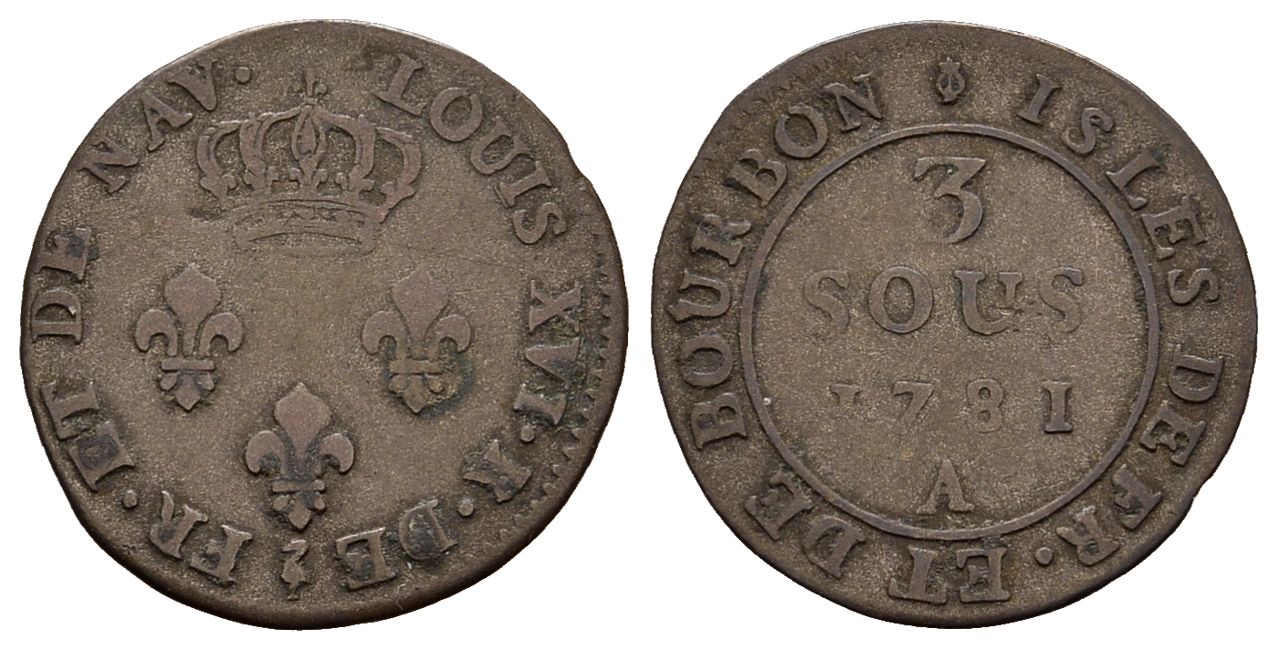 LOUIS XVI·R·DE FR·ET DE NAV·
ISLES DE FR·ET DE BOURBON
3
SOUS
1781
A